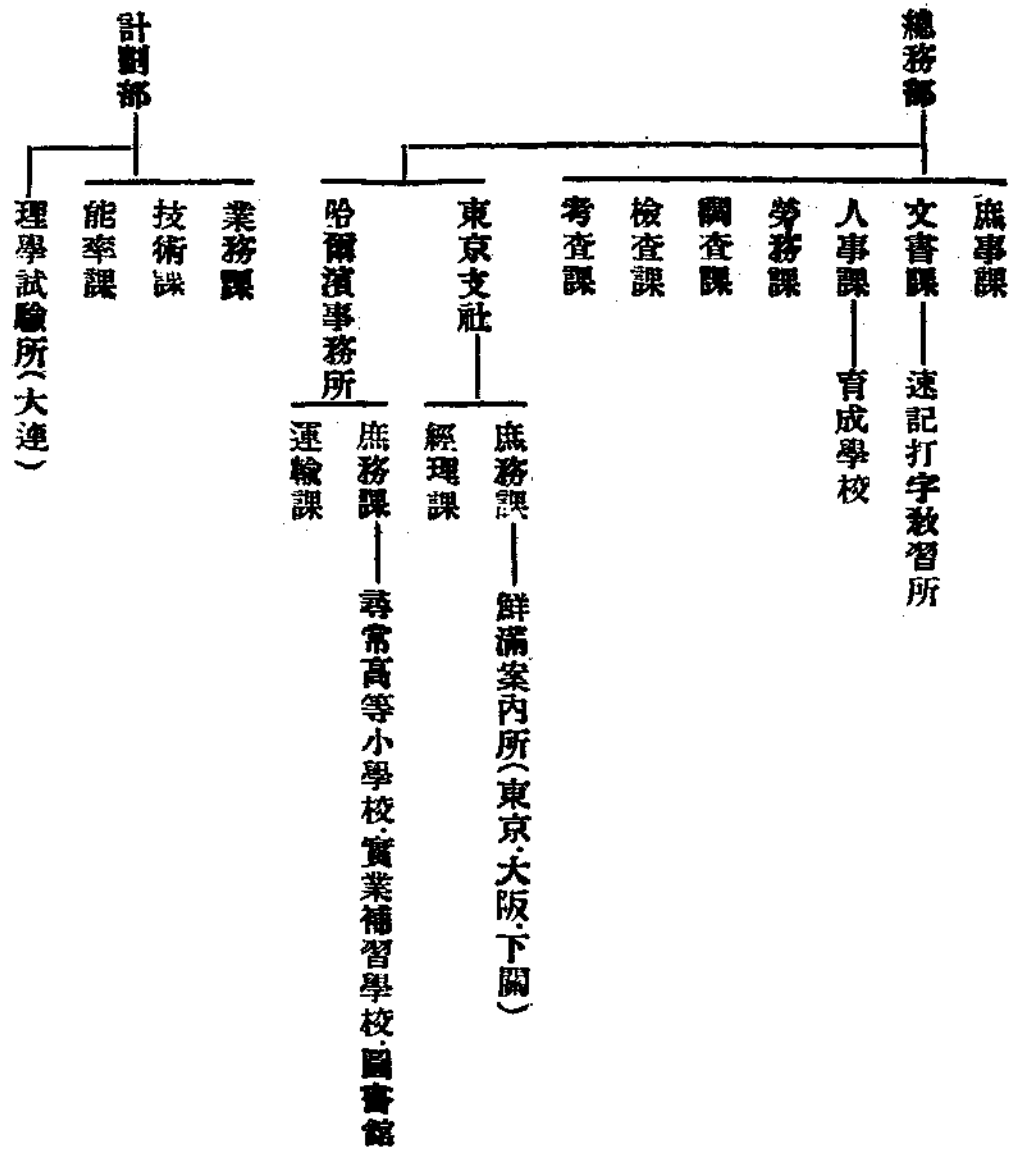 總務部
庶事課
文書課
速記打字敎習所
人事課
育成學校
勞務課
調查課
檢查課
考查課
東京支社
庶務課
鮮滿案內所(東京·大阪·下關)
經理課
哈爾濱事務所
庶務課
尋常高等小學校·實業補習學校·圖書館
運輸課
計劃部
業務課
技術課
能率課
理學試驗所(大連)